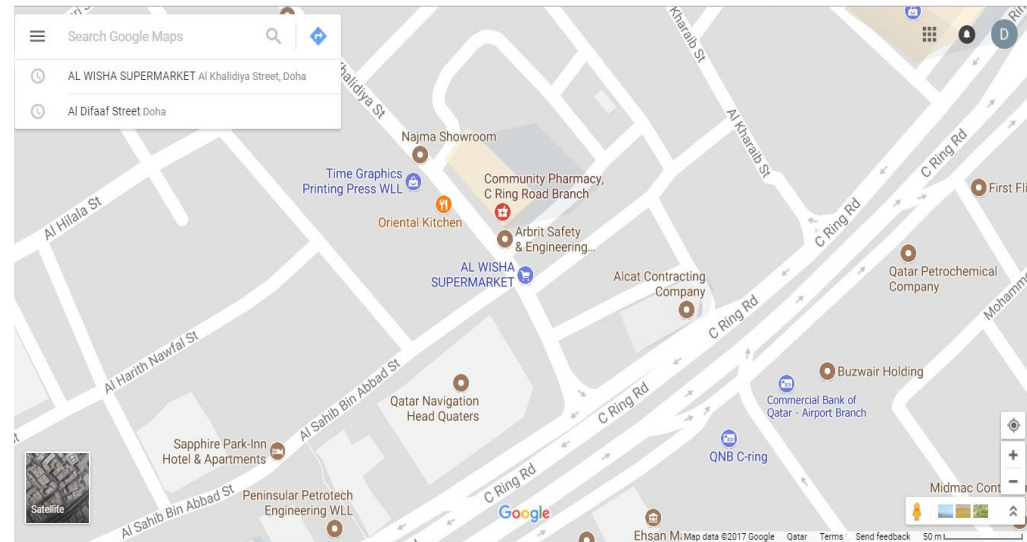 Search Google Maps
AL WISHA SUPERMARKET Al Khalidiya Street, Doha
Al Difaaf Street Doha
D
Khalidiya St
Kharaib St
Al Kharaib St
Najma Showroom
Time Graphics
Printing Press WLL
Oriental Kitchen
Community Pharmacy,
C Ring Road Branch
Arbrit Safety
& Engineering...
AL WISHA
SUPERMARKET
Alcat Contracting
Company
C Ring Rd
C Ring Rd
First Fli
Qatar Petrochemical
Company
Mohamme
Al Hilala St
Al Harith Nawfal St
Al Sahib Bin Abbad St
Qatar Navigation
Head Quaters
C Ring Rd
C Ring Rd
Buzwair Holding
Commercial Bank of
Qatar - Airport Branch
QNB C-ring
Sapphire Park-Inn
Hotel & Apartments
Al Sahib Bin Abbad St
Peninsular Petrotech
Engineering WLL
C Ring Rd
Midmac Cont
Satellite
Google
Ehsan M
Map data ©2017 Google Qatar Terms Send feedback 50 m